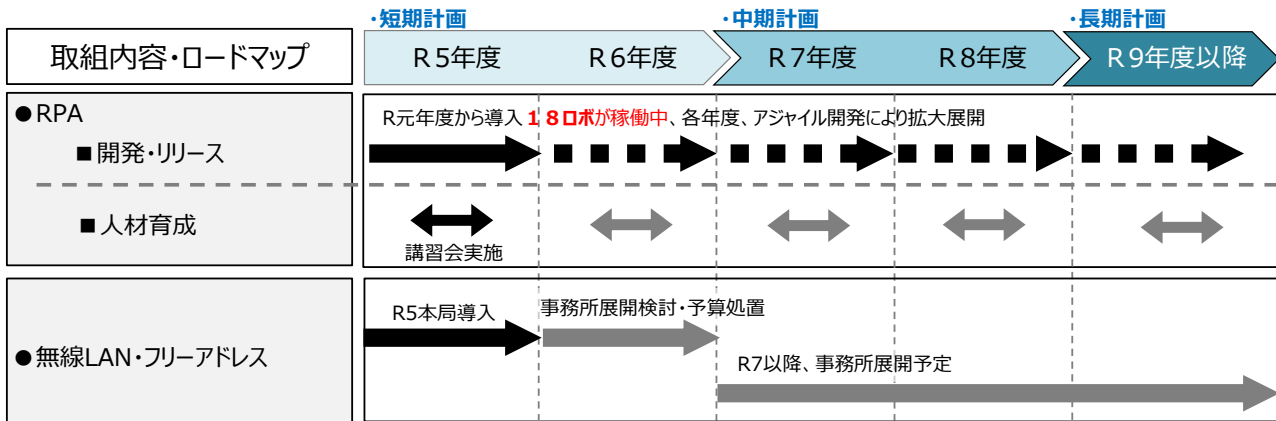 ・短期計画
・中期計画
・長期計画
取組内容・ロードマップ
R5年度
R6年度
R7年度
R8年度
R9年度以降
●RPA
R元年度から導入１８ロボが稼働中、各年度、アジャイル開発により拡大展開
■開発・リリース
■人材育成
講習会実施
●無線LAN・フリーアドレス
R5本局導入
事務所展開検討・予算処置
R7以降、事務所展開予定